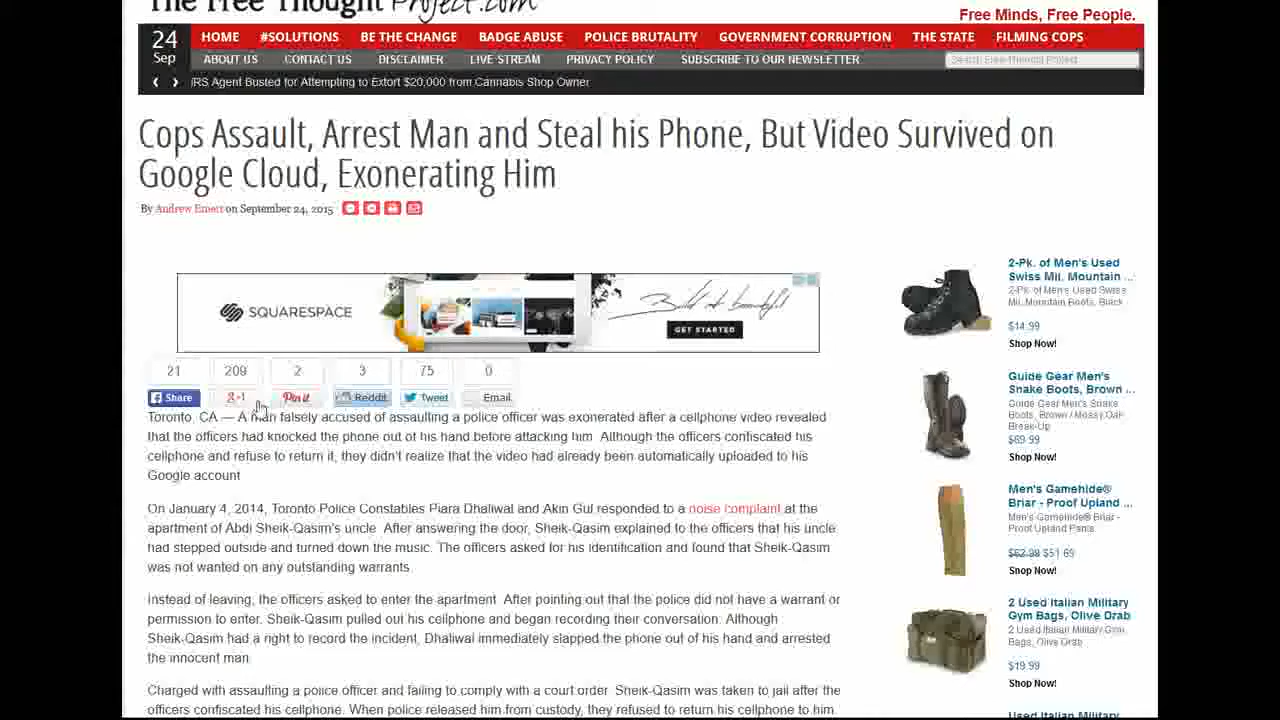 The Free Thought Project.com
Free Minds, Free People.
24
Sep
HOME #SOLUTIONS BE THE CHANGE BADGE ABUSE POLICE BRUTALITY GOVERNMENT CORRUPTION THE STATE FILMING COPS
ABOUT US CONTACT US DISCLAIMER LIVE STREAM PRIVACY POLICY SUBSCRIBE TO OUR NEWSLETTER Search Free Thought Project
IRS Agent Busted for Attempting to Extort $20,000 from Cannabis Shop Owner
Cops Assault, Arrest Man and Steal his Phone, But Video Survived on
Google Cloud, Exonerating Him
By Andrew Emett on September 24, 2015
SQUARESPACE
GET STARTED
21 209 2 3 75 0
Share +1 Pin it Reddit Tweet Email
Toronto, CA — A man falsely accused of assaulting a police officer was exonerated after a cellphone video revealed
that the officers had knocked the phone out of his hand before attacking him. Although the officers confiscated his
cellphone and refuse to return it, they didn't realize that the video had already been automatically uploaded to his
Google account.
On January 4, 2014, Toronto Police Constables Piara Dhaliwal and Akin Gul responded to a noise complaint at the
apartment of Abdi Sheik-Qasim's uncle. After answering the door, Sheik-Qasim explained to the officers that his uncle
had stepped outside and turned down the music. The officers asked for his identification and found that Sheik-Qasim
was not wanted on any outstanding warrants.
Instead of leaving, the officers asked to enter the apartment. After pointing out that the police did not have a warrant or
permission to enter, Sheik-Qasim pulled out his cellphone and began recording their conversation. Although
Sheik-Qasim had a right to record the incident, Dhaliwal immediately slapped the phone out of his hand and arrested
the innocent man.
Charged with assaulting a police officer and failing to comply with a court order, Sheik-Qasim was taken to jail after the
officers confiscated his cellphone. When police released him from custody, they refused to return his cellphone to him.
2-Pk. of Men's Used
Swiss Mil. Mountain ...
2-Pk. of Men's Used Swiss
Mil. Mountain Boots, Black
$14.99
Shop Now!
Guide Gear Men's
Snake Boots, Brown ...
Guide Gear Men's Snake
Boots, Brown / Mossy Oak
Break-Up
$69.99
Shop Now!
Men's Gamehide®
Briar - Proof Upland ...
Men's Gamehide® Briar -
Proof Upland Pants
$62.98 $51.69
Shop Now!
2 Used Italian Military
Gym Bags, Olive Drab
2 Used Italian Military Gym
Bags, Olive Drab
$19.99
Shop Now!
Used Italian Military